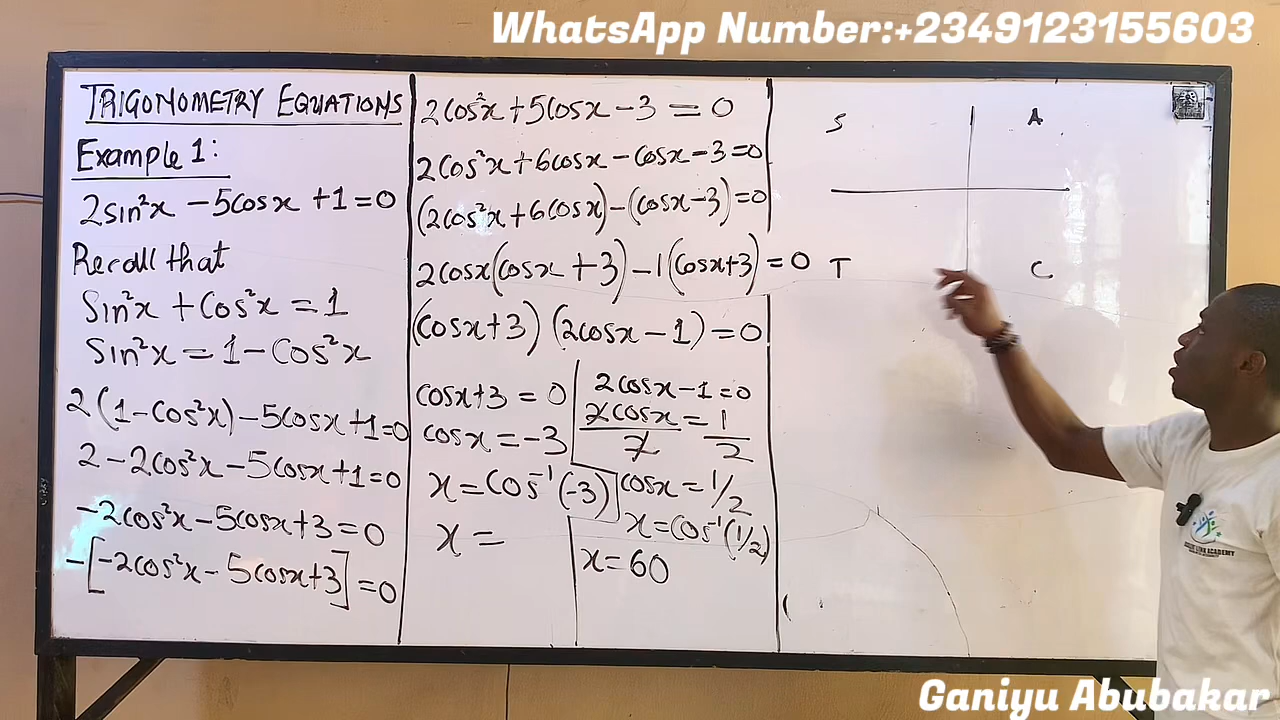 WhatsApp Number:+2349123155603
TRIGONOMETRY EQUATIONS
Example 1:
2sin²x - 5cosx + 1 = 0
Recall that
Sin²x + Cos²x = 1
Sin²x = 1 - Cos²x
2(1 - Cos²x) - 5cosx + 1 = 0
2 - 2cos²x - 5cosx + 1 = 0
-2cos²x - 5cosx + 3 = 0
-[-2cos²x - 5cosx + 3] = 0
2cos²x + 5cosx - 3 = 0
2cos²x + 6cosx - cosx - 3 = 0
(2cos²x + 6cosx) - (cosx - 3) = 0
2cosx(cosx + 3) - 1(cosx + 3) = 0
(cosx + 3) (2cosx - 1) = 0
cosx + 3 = 0
cosx = -3
x = Cos⁻¹(-3)
x =
2cosx - 1 = 0
2cosx = 1
2 2
cosx = 1/2
x = Cos⁻¹(1/2)
x = 60
S A
T C
Ganiyu Abubakar